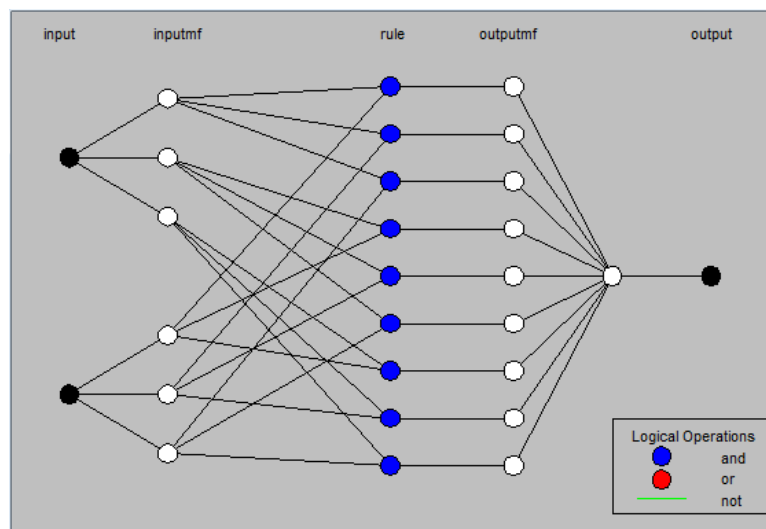 input inputmf rule outputmf output
Logical Operations
and
or
not